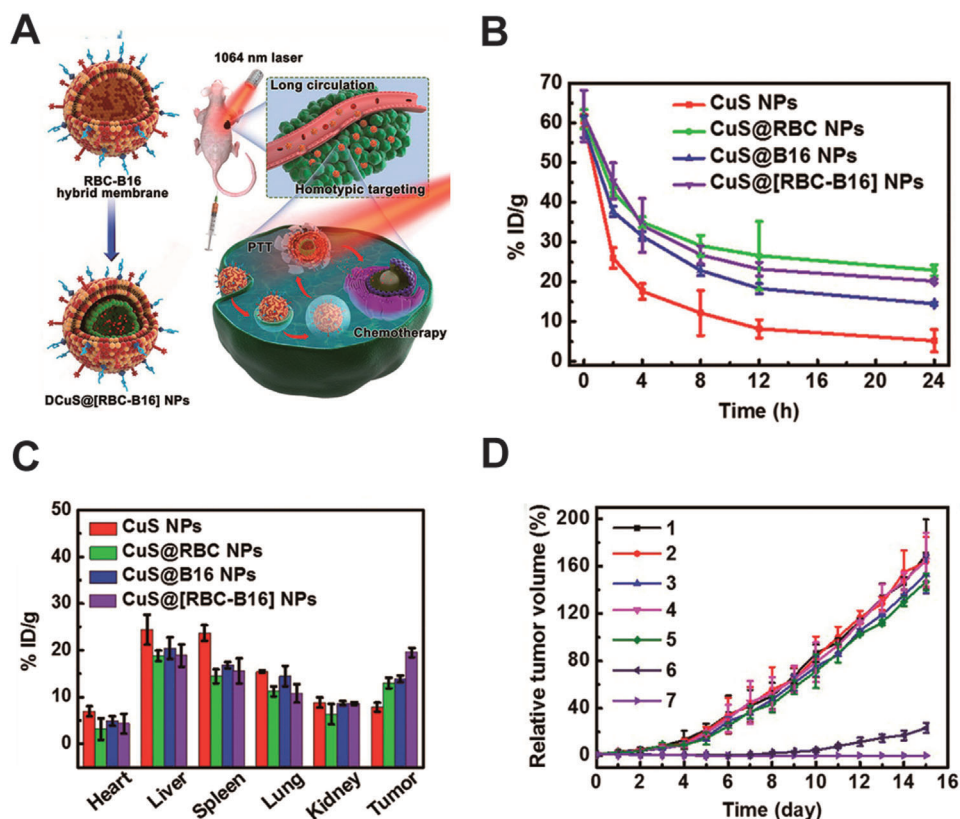 A
1064 nm laser
Long circulation
RBC-B16
hybrid membrane
Homotypic targeting
PTT
Chemotherapy
DCuS@[RBC-B16] NPs
B
% ID/g
70
60
50
40
30
20
10
0
CuS NPs
CuS@RBC NPs
CuS@B16 NPs
CuS@[RBC-B16] NPs
0 4 8 12 16 20 24
Time (h)
C
% ID/g
50
40
30
20
10
0
CuS NPs
CuS@RBC NPs
CuS@B16 NPs
CuS@[RBC-B16] NPs
Heart Liver Spleen Lung Kidney Tumor
D
Relative tumor volume (%)
200
160
120
80
40
0
1
2
3
4
5
6
7
0 2 4 6 8 10 12 14 16
Time (day)